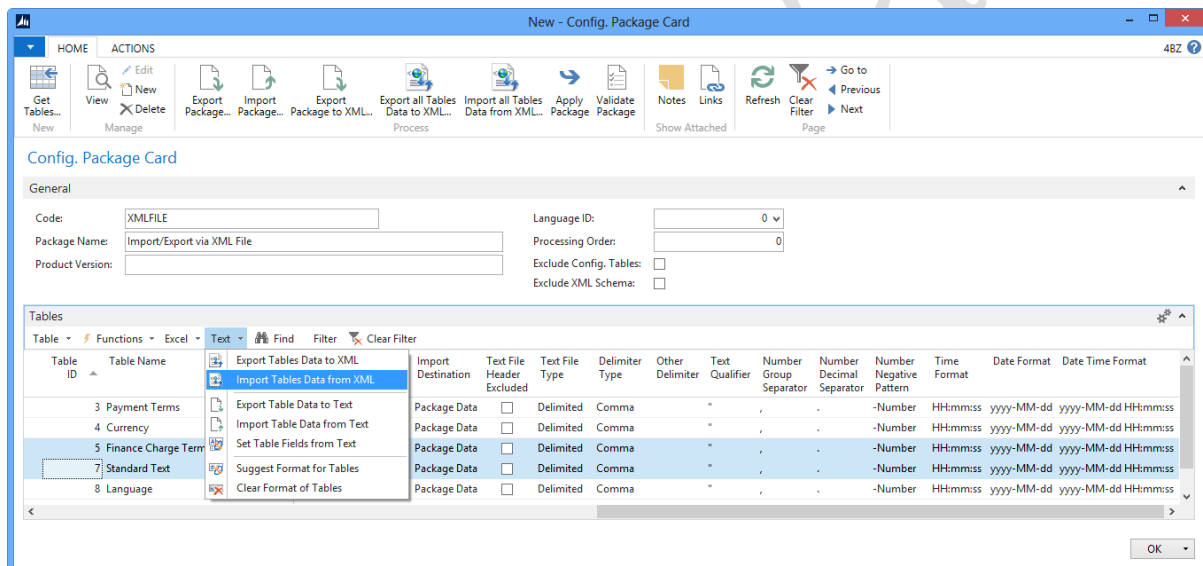 New - Config. Package Card
HOME ACTIONS 4BZ
Get Tables...
View
Edit
New
Delete
Export Package...
Import Package...
Export Package to XML...
Export all Tables Data to XML...
Import all Tables Data from XML...
Apply Package
Validate Package
Notes
Links
Refresh
Clear Filter
Go to
Previous
Next
New Manage Process Show Attached Page
Config. Package Card
General
Code: XMLFILE Language ID: 0
Package Name: Import/Export via XML File Processing Order: 0
Product Version: Exclude Config. Tables:
Exclude XML Schema:
Tables
Table Functions Excel Text Find Filter Clear Filter
Table ID Table Name Import Destination Text File Header Excluded Text File Type Delimiter Type Other Delimiter Text Qualifier Number Group Separator Number Decimal Separator Number Negative Pattern Time Format Date Format Date Time Format
Export Tables Data to XML
Import Tables Data from XML
Export Table Data to Text
Import Table Data from Text
Set Table Fields from Text
Suggest Format for Tables
Clear Format of Tables
3 Payment Terms Package Data Delimited Comma " , . -Number HH:mm:ss yyyy-MM-dd yyyy-MM-dd HH:mm:ss
4 Currency Package Data Delimited Comma " , . -Number HH:mm:ss yyyy-MM-dd yyyy-MM-dd HH:mm:ss
5 Finance Charge Term Package Data Delimited Comma " , . -Number HH:mm:ss yyyy-MM-dd yyyy-MM-dd HH:mm:ss
7 Standard Text Package Data Delimited Comma " , . -Number HH:mm:ss yyyy-MM-dd yyyy-MM-dd HH:mm:ss
8 Language Package Data Delimited Comma " , . -Number HH:mm:ss yyyy-MM-dd yyyy-MM-dd HH:mm:ss
OK